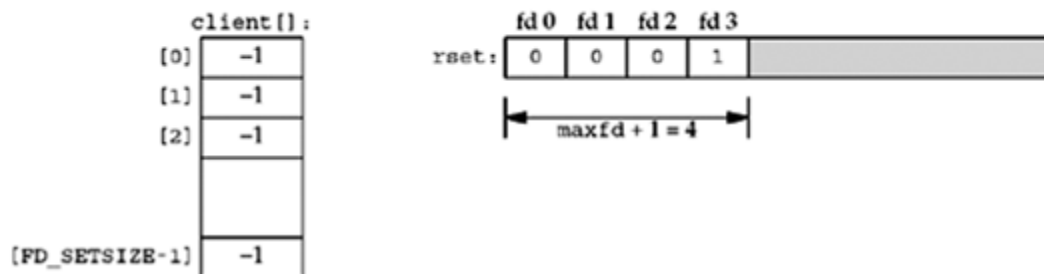 client[]:
[0] -1
[1] -1
[2] -1
[FD_SETSIZE-1] -1
fd 0 fd 1 fd 2 fd 3
rset: 0 0 0 1
maxfd + 1 = 4